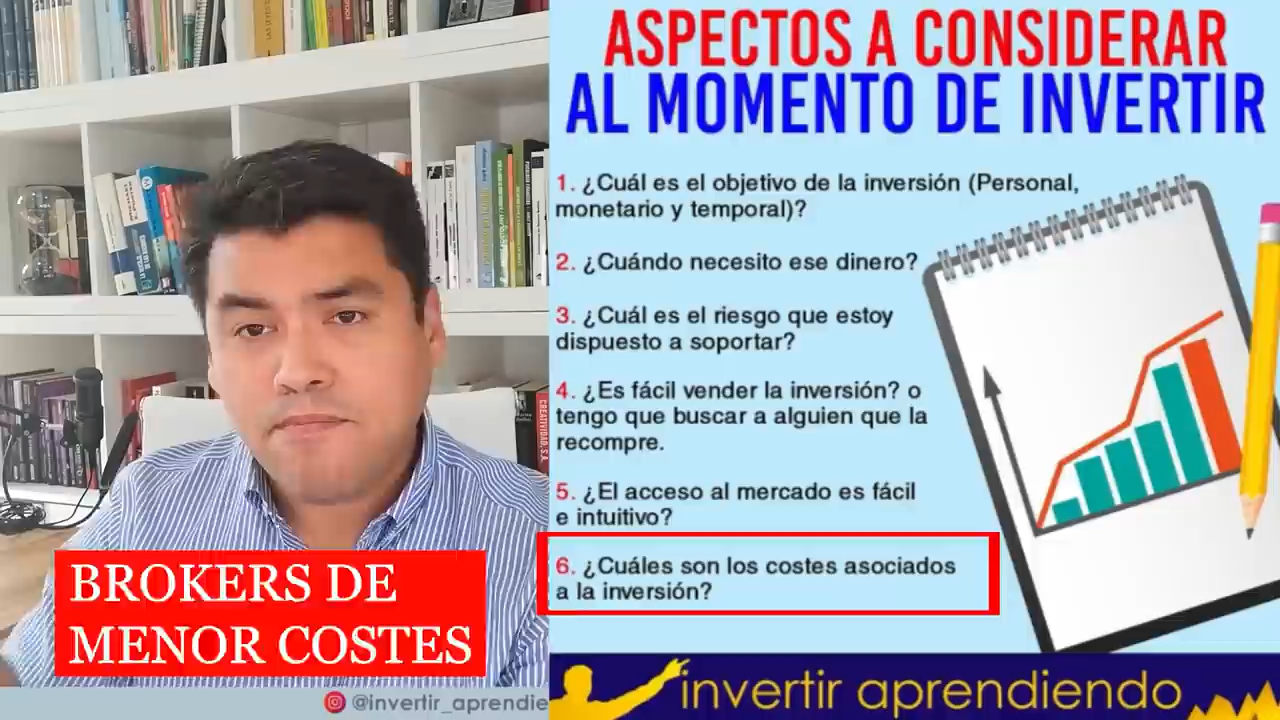 ASPECTOS A CONSIDERAR
AL MOMENTO DE INVERTIR
1. ¿Cuál es el objetivo de la inversión (Personal,
monetario y temporal)?
2. ¿Cuándo necesito ese dinero?
3. ¿Cuál es el riesgo que estoy
dispuesto a soportar?
4. ¿Es fácil vender la inversión? o
tengo que buscar a alguien que la
recompre.
5. ¿El acceso al mercado es fácil
e intuitivo?
6. ¿Cuáles son los costes asociados
a la inversión?
BROKERS DE
MENOR COSTES
@invertir_aprendie
invertir aprendiendo
CREATIVIDAD, S.A.